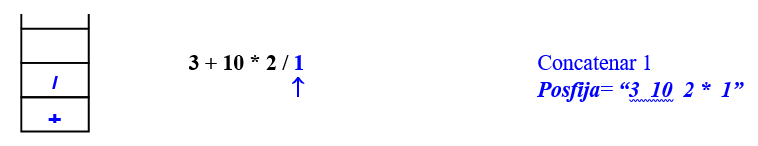 3 + 10 * 2 / 1
Concatenar 1
Posfija= “3 10 2 * 1”
/
+